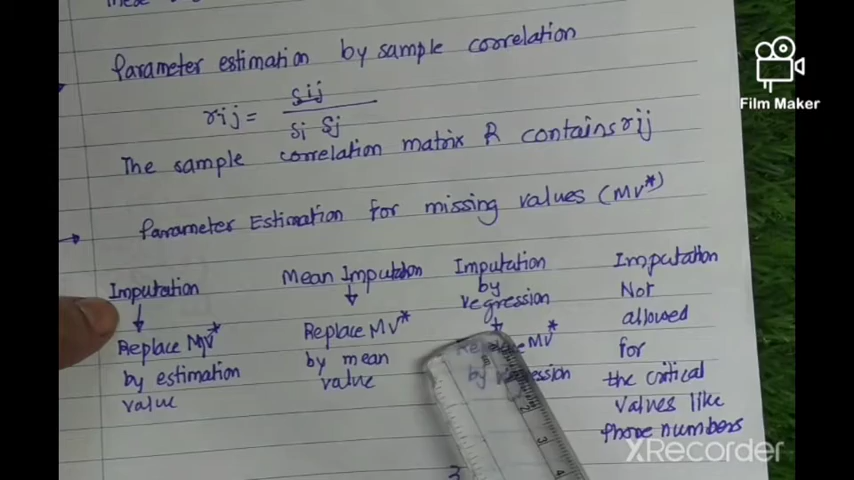 Parameter estimation by sample correlation
rij = sij / si sj
The sample correlation matrix R contains rij
Parameter Estimation for missing values (MV*)
Imputation
↓
Replace MV*
by estimation
value
Mean Imputation
↓
Replace MV*
by mean
value
Imputation
by
regression
↓
Replace MV*
by regression
Imputation
Not
allowed
for
the critical
values like
Phone numbers
Film Maker
XRecorder